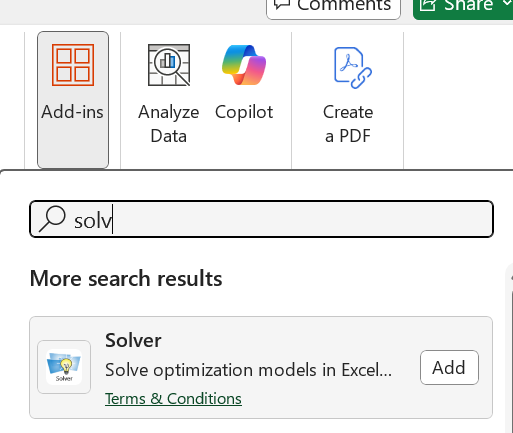 Comments
Share
Add-ins
Analyze
Data
Copilot
Create
a PDF
solv
More search results
Solver
Solver
Solve optimization models in Excel...
Add
Terms & Conditions